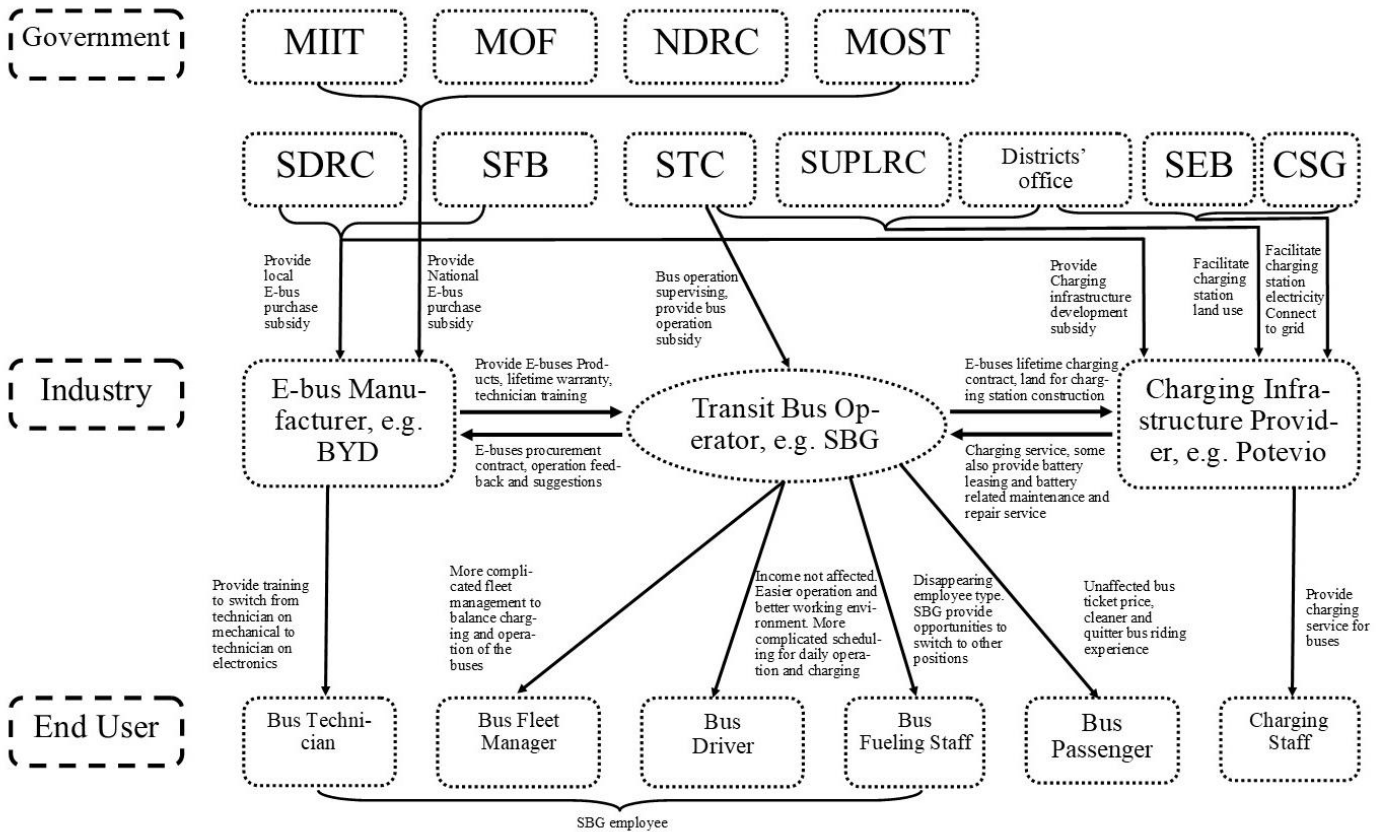 Government
MIIT
MOF
NDRC
MOST
SDRC
SFB
STC
SUPLRC
Districts'
office
SEB
CSG
Provide
local
E-bus
purchase
subsidy
Provide
National
E-bus
purchase
subsidy
Bus operation
supervising,
provide bus
operation
subsidy
Provide
Charging
infrastructure
development
subsidy
Facilitate
charging
station
land use
Facilitate
charging
station
electricity
Connect
to grid
Industry
E-bus Manu-
facturer, e.g.
BYD
Provide E-buses Prod-
ucts, lifetime warranty,
technician training
E-buses procurement
contract, operation feed-
back and suggestions
Transit Bus Op-
erator, e.g. SBG
E-buses lifetime charging
contract, land for charg-
ing station construction
Charging service, some
also provide battery
leasing and battery
related maintenance and
repair service
Charging Infra-
structure Provid-
er, e.g. Potevio
Provide training
to switch from
technician on
mechanical to
technician on
electronics
More compli-
cated fleet
management to
balance charg-
ing and opera-
tion of the
buses
Income not affected.
Easier operation and
better working envi-
ronment. More
complicated schedul-
ing for daily opera-
tion and charging
Disappearing
employee type.
SBG provide
opportunities to
switch to other
positions
Unaffected bus
ticket price,
cleaner and
quitter bus riding
experience
Provide
charging
service for
buses
End User
Bus Techni-
cian
Bus Fleet
Manager
Bus
Driver
Bus
Fueling Staff
Bus
Passenger
Charging
Staff
SBG employee